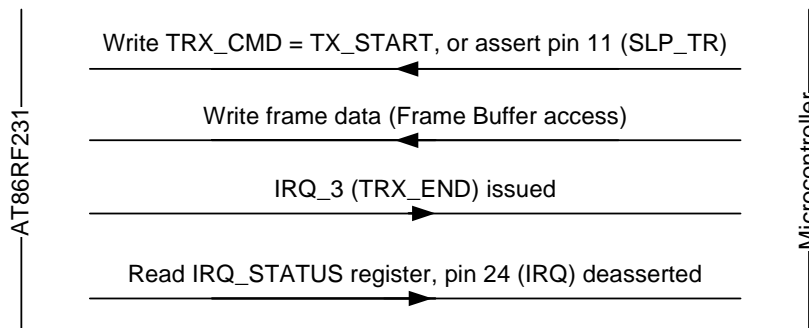 Write TRX_CMD = TX_START, or assert pin 11 (SLP_TR)
Write frame data (Frame Buffer access)
AT86RF231
Microcontroller
IRQ_3 (TRX_END) issued
Read IRQ_STATUS register, pin 24 (IRQ) deasserted